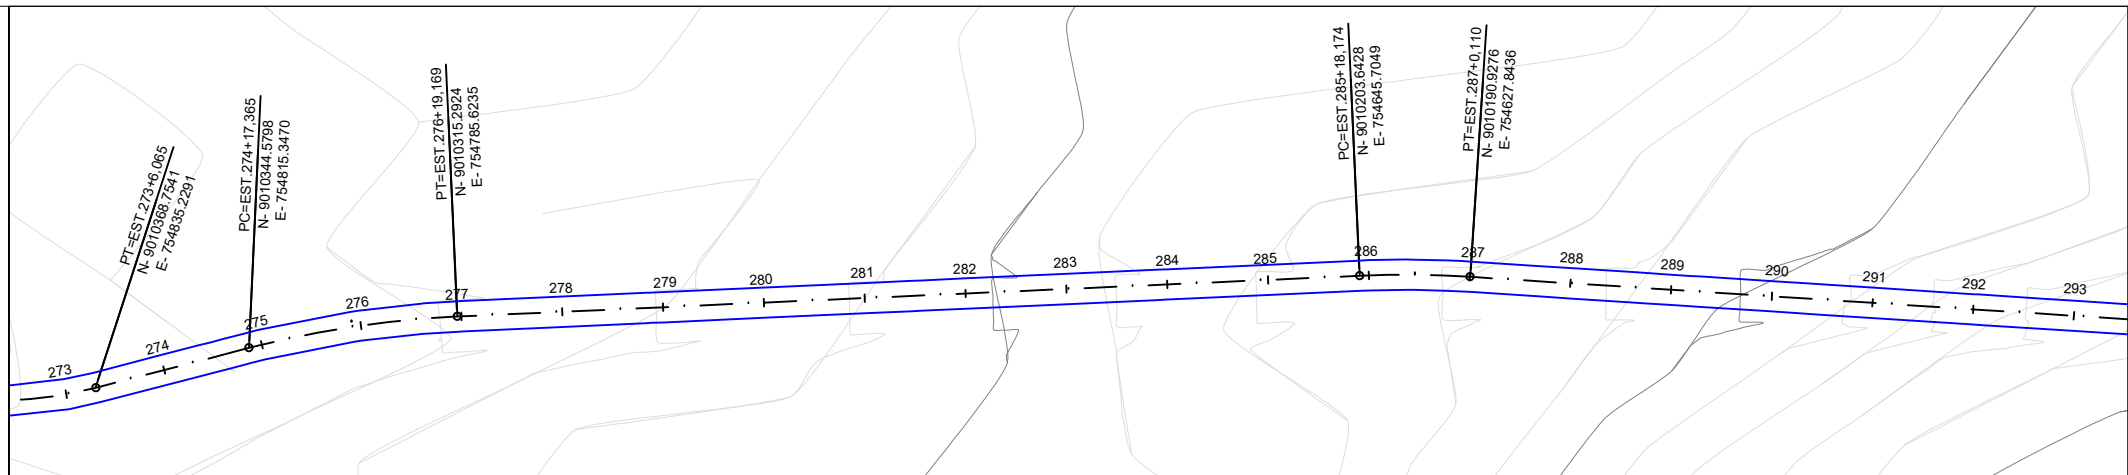 PT=EST.273+6,065
N- 9010368.7541
E- 754835.2291
PC=EST.274+17,365
N- 9010344.5798
E- 754815.3470
PT=EST.276+19,169
N- 9010315.2924
E- 754785.6235
PC=EST.285+18,174
N- 9010203.6428
E- 754645.7049
PT=EST.287+0,110
N- 9010190.9276
E- 754627.8436
273
274
275
276
277
278
279
280
281
282
283
284
285
286
287
288
289
290
291
292
293